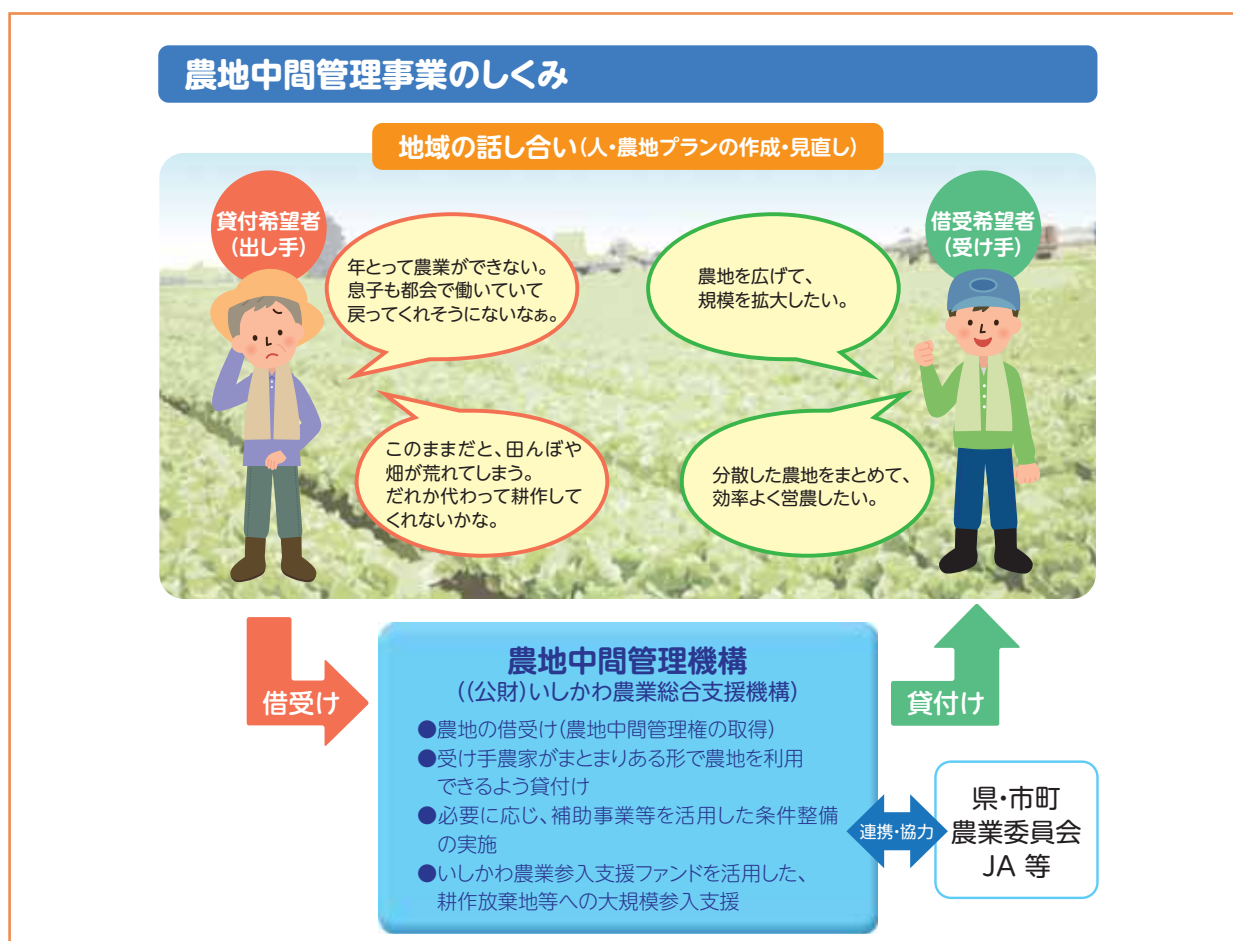 農地中間管理事業のしくみ
地域の話し合い(人・農地プランの作成・見直し)
貸付希望者
(出し手)
年とって農業ができない。
息子も都会で働いていて
戻ってくれそうにないなぁ。
このままだと、田んぼや
畑が荒れてしまう。
だれか代わって耕作して
くれないかな。
農地を広げて、
規模を拡大したい。
分散した農地をまとめて、
効率よく営農したい。
借受希望者
(受け手)
借受け
農地中間管理機構
((公財)いしかわ農業総合支援機構)
●農地の借受け(農地中間管理権の取得)
●受け手農家がまとまりある形で農地を利用
できるよう貸付け
●必要に応じ、補助事業等を活用した条件整備
の実施
●いしかわ農業参入支援ファンドを活用した、
耕作放棄地等への大規模参入支援
貸付け
連携・協力
県・市町
農業委員会
JA 等